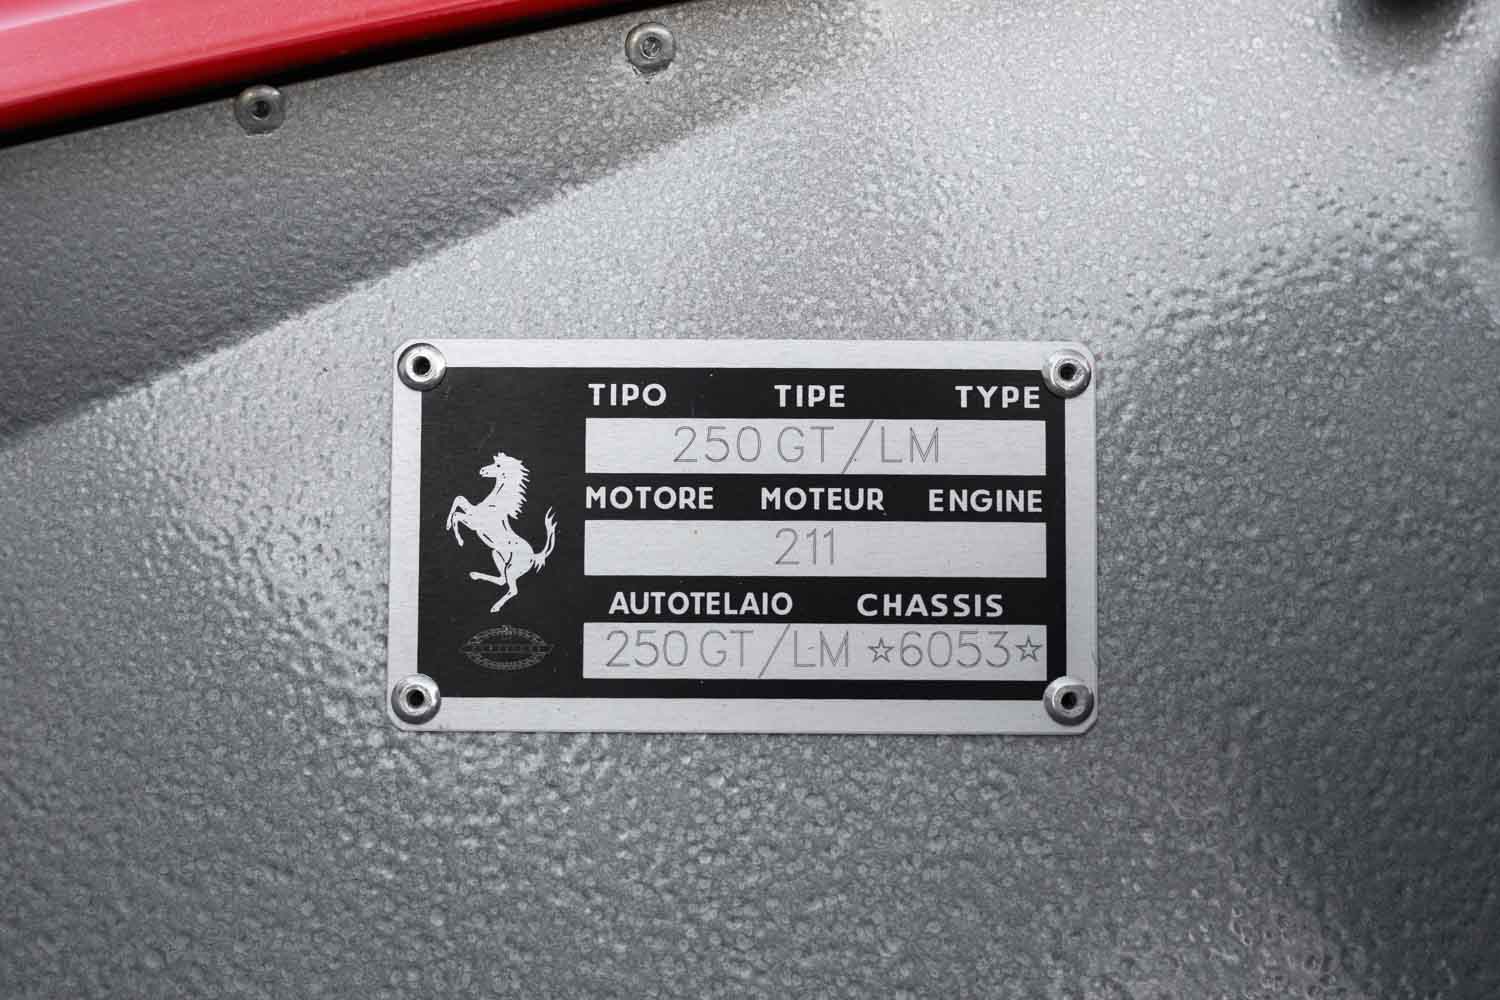 TIPO TIPE TYPE
250 GT/LM
MOTORE MOTEUR ENGINE
211
AUTOTELAIO CHASSIS
250 GT/LM ☆6053☆